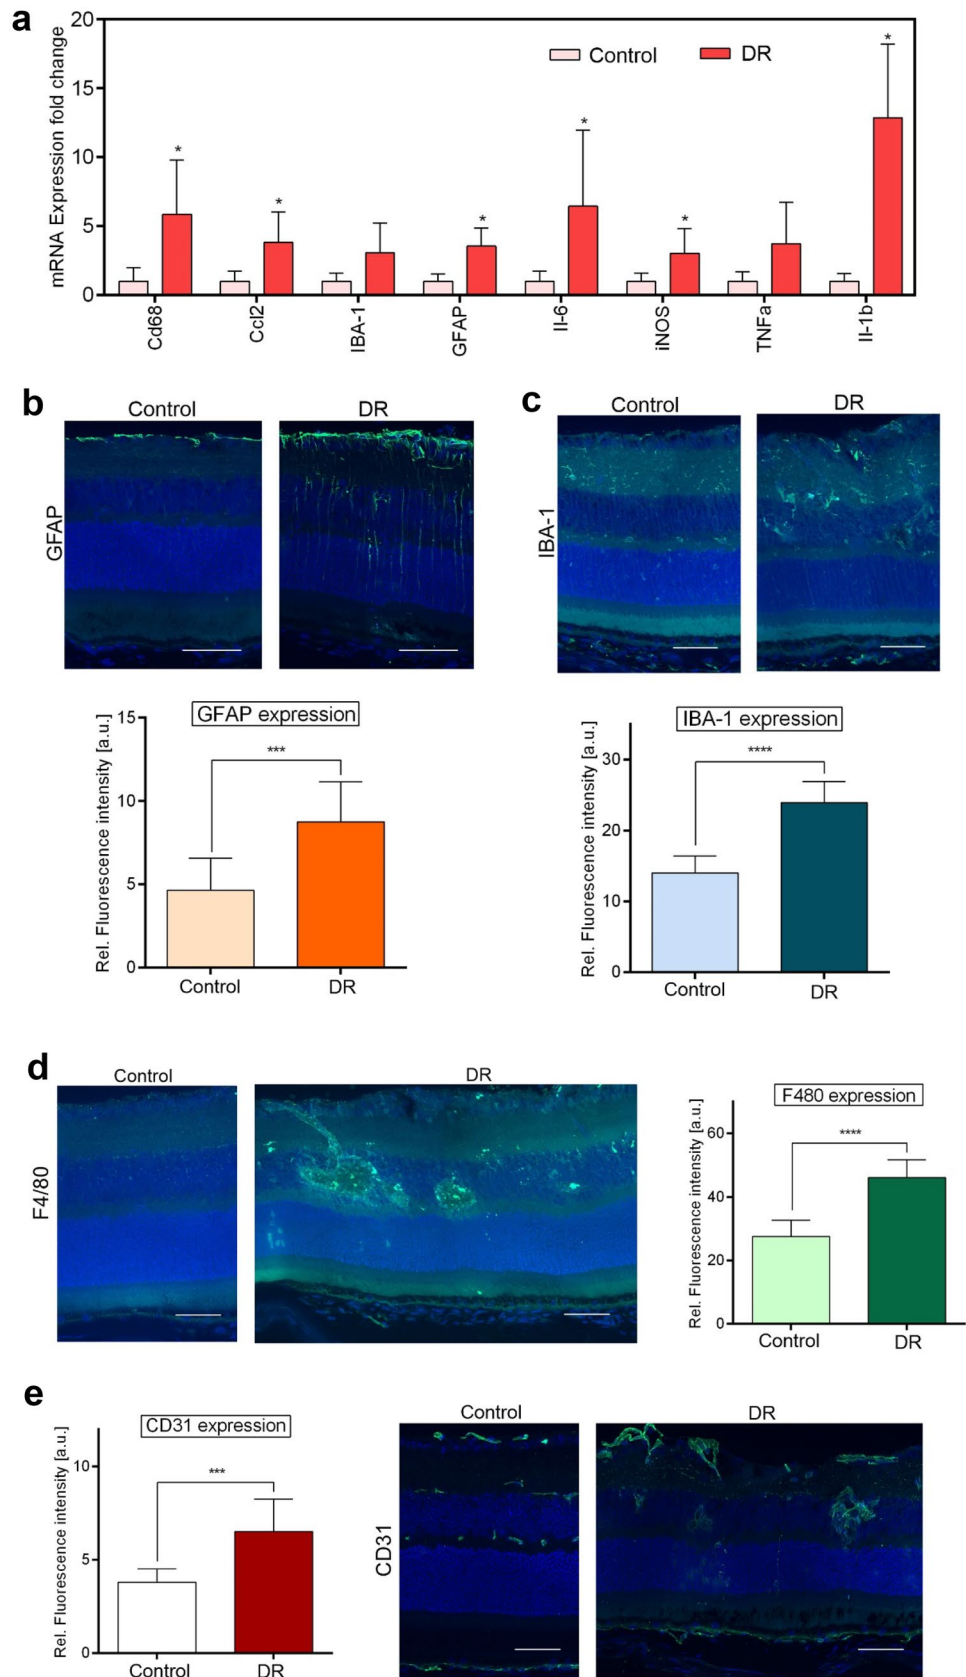 a
mRNA Expression fold change
20
15
10
5
0
Control
DR
*
*
*
*
*
*
Cd68
Ccl2
IBA-1
GFAP
Il-6
iNOS
TNFa
Il-1b
b
Control
DR
GFAP
c
Control
DR
IBA-1
GFAP expression
Rel. Fluorescence intensity [a.u.]
15
10
5
0
***
Control
DR
IBA-1 expression
Rel. Fluorescence intensity [a.u.]
30
20
10
0
****
Control
DR
d
Control
DR
F4/80
F480 expression
Rel. Fluorescence intensity [a.u.]
60
40
20
0
****
Control
DR
e
CD31 expression
Rel. Fluorescence intensity [a.u.]
10
5
0
***
Control
DR
Control
DR
CD31